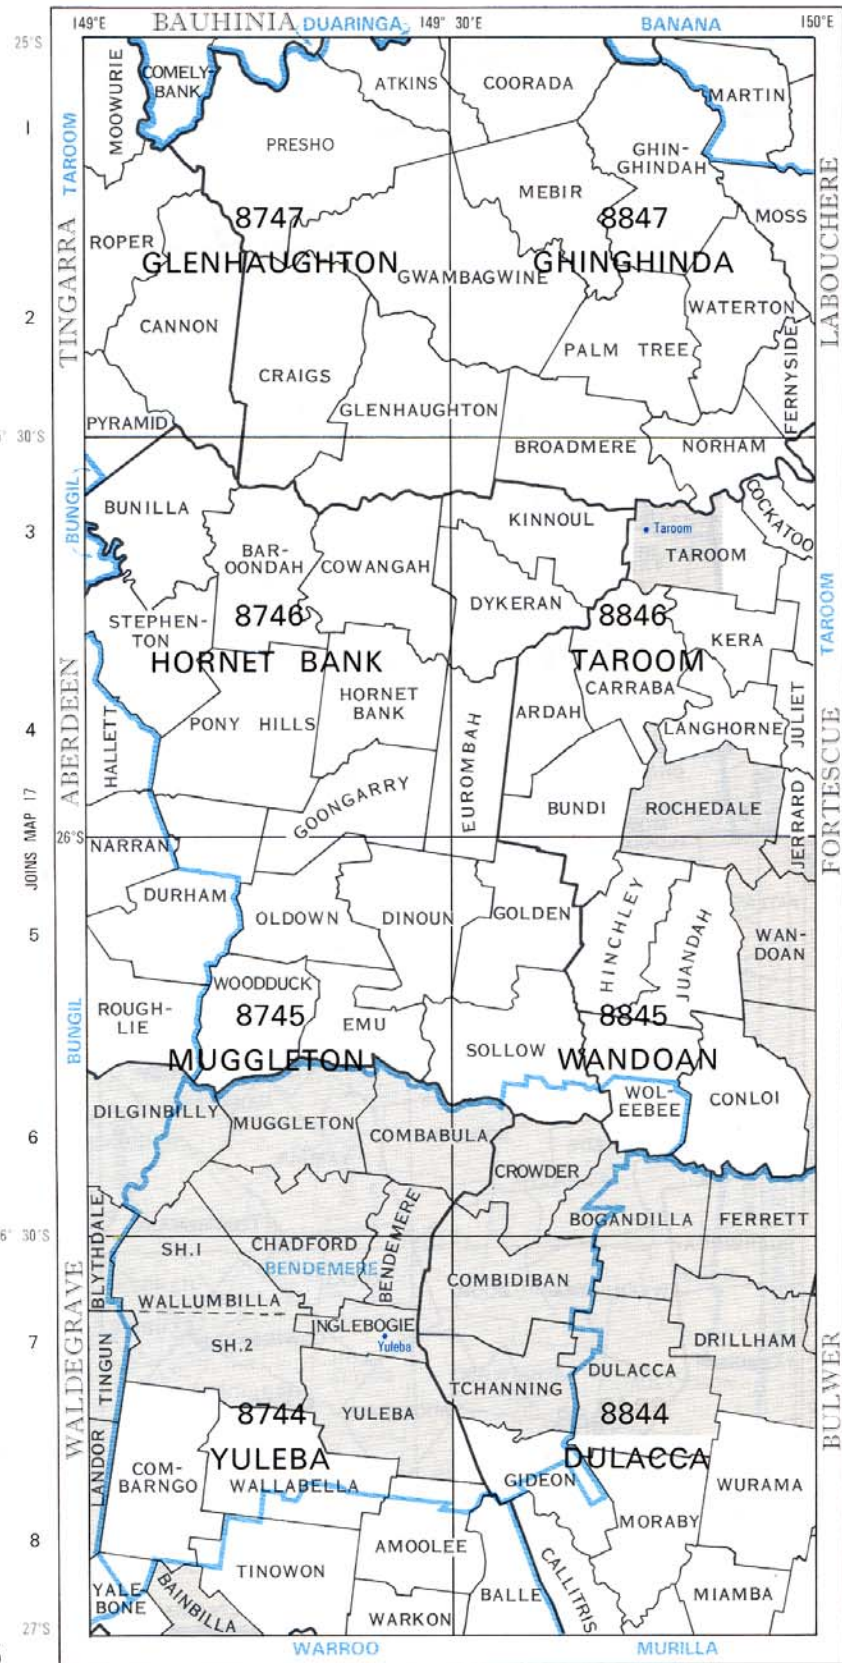 149°E
BAUHINIA
DUARINGA
149° 30'E
BANANA
150°E
25°S
MOOWURIE
COMELY-
BANK
ATKINS
COORADA
MARTIN
1
TAROOM
PRESHO
GHIN-
GHINDAH
LABOUCHERE
MEBIR
TINGARRA
ROPER
8747
8847
MOSS
GLENHAUGHTON
GHINGHINDA
GWAMBAGWINE
2
CANNON
WATERTON
PALM TREE
FERNYSIDE
CRAIGS
GLENHAUGHTON
PYRAMID
30'S
BROADMERE
NORHAM
BUNGIL
BUNILLA
COCKATOO
3
KINNOUL
Taroom
BAR-
OONDAH
COWANGAH
TAROOM
TAROOM
STEPHEN-
TON
8746
DYKERAN
8846
KERA
HORNET BANK
TAROOM
ABERDEEN
CARRABA
JULIET
HORNET
BANK
ARDAH
4
HALLETT
PONY HILLS
EUROMBAH
LANGHORNE
FORTESCUE
GOONGARRY
BUNDI
ROCHEDALE
JERRARD
JOINS MAP 17
26°S
NARRAN
DURHAM
OLDOWN
DINOUN
GOLDEN
HINCHLEY
JUANDAH
WAN-
DOAN
5
BUNGIL
WOODDUCK
ROUGH-
LIE
8745
EMU
8845
MUGGLETON
SOLLOW
WANDOAN
DILGINBILLY
MUGGLETON
WOL-
EEBEE
CONLOI
6
COMBABULA
CROWDER
BLYTHDALE
BENDEMERE
BOGANDILLA
FERRETT
6° 30'S
SH.1
CHADFORD
BENDEMERE
COMBIDIBAN
WALLUMBILLA
WALDEGRAVE
INGLEBOGIE
Yuleba
7
TINGUN
SH.2
DRILLHAM
BULWER
DULACCA
TCHANNING
8744
YULEBA
8844
YULEBA
DULACCA
LANDOR
COM-
BARNGO
WALLABELLA
GIDEON
WURAMA
MORABY
8
AMOOLEE
CALLITRIS
TINOWON
YALE-
BONE
BAINBILLA
BALLE
MIAMBA
WARKON
27°S
WARROO
MURILLA